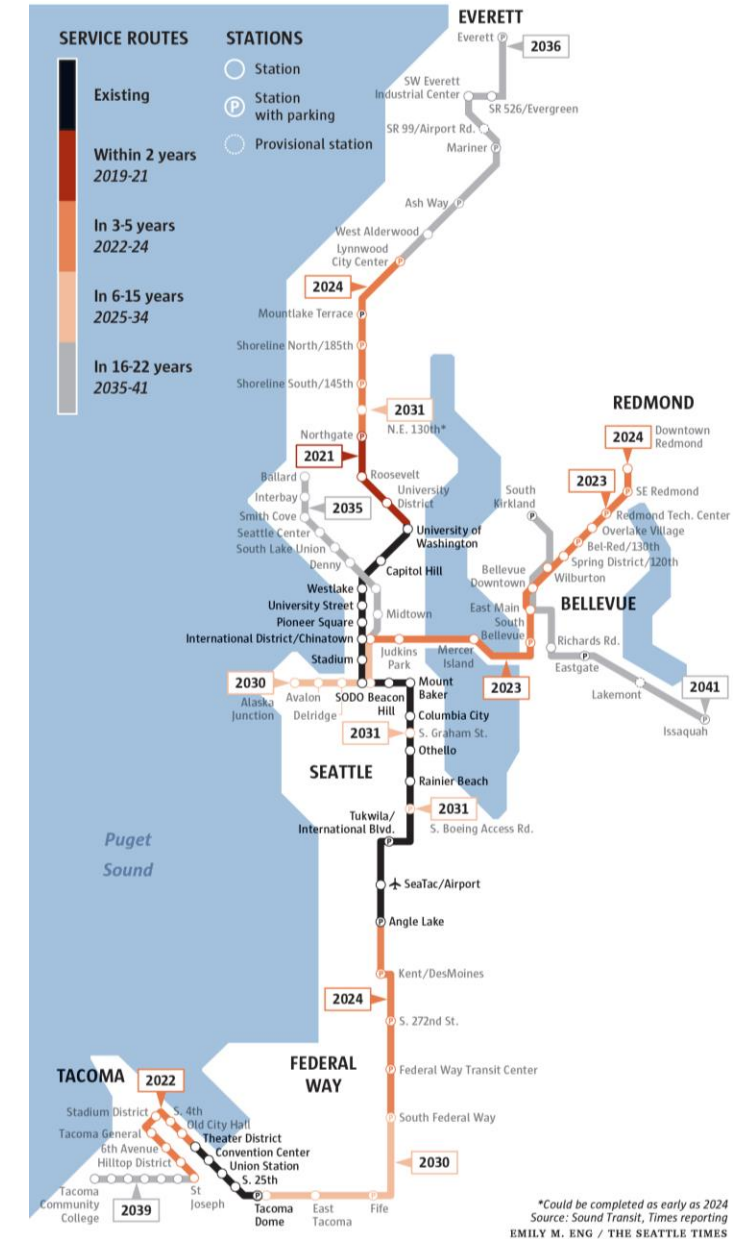 SERVICE ROUTES
Existing
Within 2 years
2019-21
In 3-5 years
2022-24
In 6-15 years
2025-34
In 16-22 years
2035-41
STATIONS
Station
P
Station
with parking
Provisional station
EVERETT
Everett
P
2036
SW Everett
Industrial Center
SR 526/Evergreen
SR 99/Airport Rd.
Mariner
P
Ash Way
P
West Alderwood
Lynnwood
City Center
P
2024
Mountlake Terrace
P
Shoreline North/185th
P
Shoreline South/145th
P
2031
N.E. 130th*
Northgate
P
2021
Roosevelt
University
District
University of
Washington
Ballard
Interbay
2035
Smith Cove
Seattle Center
South Lake Union
Denny
Capitol Hill
Westlake
University Street
Midtown
Pioneer Square
International District/Chinatown
Stadium
Judkins
Park
Mercer
Island
2023
REDMOND
2024
Downtown
Redmond
2023
P
SE Redmond
P
Redmond Tech. Center
Overlake Village
P
Bel-Red/130th
Spring District/120th
Wilburton
South
Kirkland
P
Bellevue
Downtown
BELLEVUE
East Main
South
Bellevue
P
Richards Rd.
P
Eastgate
Lakemont
2041
P
Issaquah
2030
Alaska
Junction
Avalon
Delridge
SODO
Beacon
Hill
Mount
Baker
Columbia City
2031
S. Graham St.
Othello
SEATTLE
Rainier Beach
P
2031
S. Boeing Access Rd.
Tukwila/
International Blvd.
P
SeaTac/Airport
P
Angle Lake
P
Kent/DesMoines
2024
P
S. 272nd St.
Puget
Sound
FEDERAL
WAY
P
Federal Way Transit Center
P
South Federal Way
2030
TACOMA
2022
Stadium District
S. 4th
Old City Hall
Tacoma General
Theater District
6th Avenue
Convention Center
Hilltop District
Union Station
S. 25th
Tacoma
Community
College
2039
St
Joseph
P
Tacoma
Dome
East
Tacoma
P
Fife
*Could be completed as early as 2024
Source: Sound Transit, Times reporting
EMILY M. ENG / THE SEATTLE TIMES